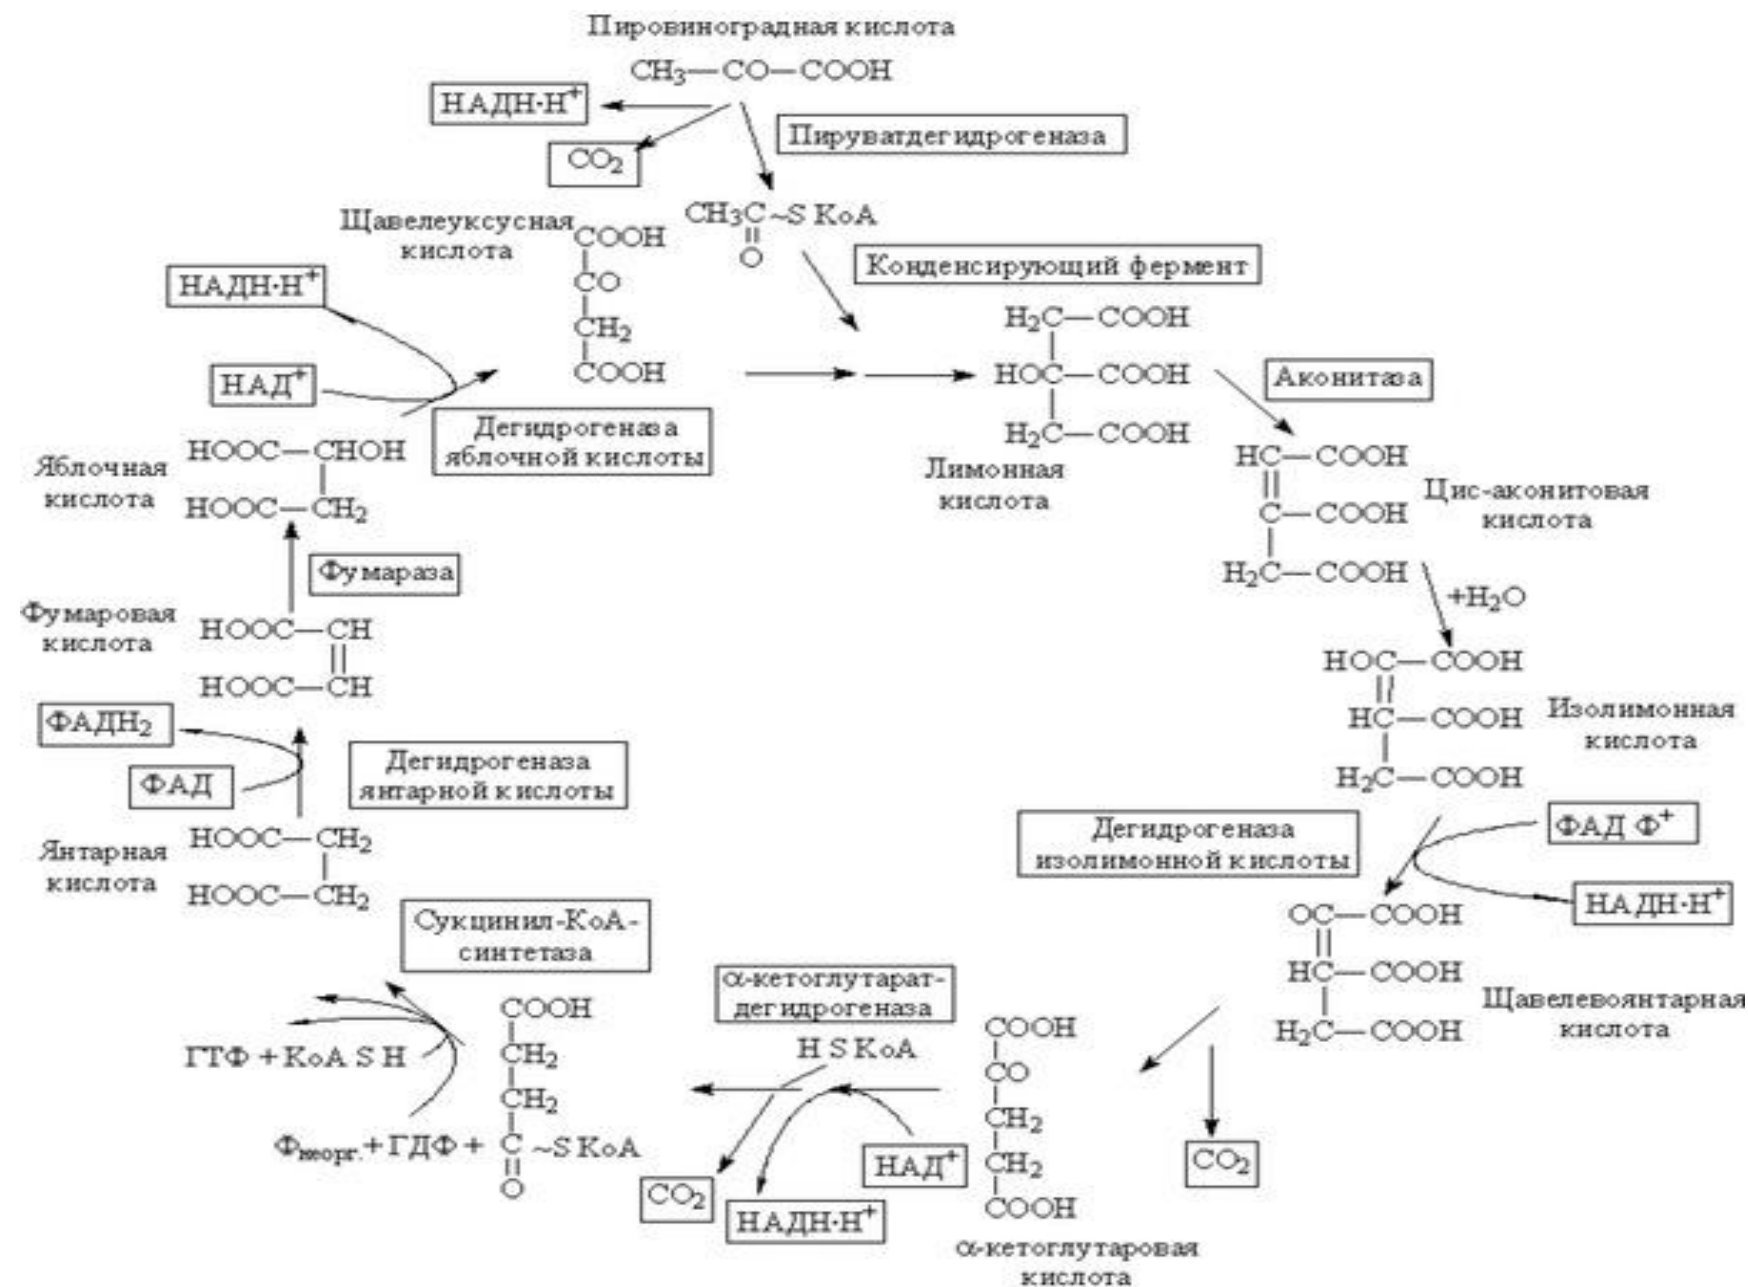 Пировиноградная кислота
CH3—CO—COOH
НАДН·Н+
Пируватдегидрогеназа
CO2
CH3C~S KoA
O
Щавелеуксусная
кислота
COOH
CO
CH2
COOH
Конденсирующий фермент
НАДН·Н+
НАД+
H2C—COOH
HOC—COOH
H2C—COOH
Лимонная
кислота
Аконитаза
Дегидрогеназа
яблочной кислоты
HOOC—CHOH
HOOC—CH2
Яблочная
кислота
HC—COOH
C—COOH
H2C—COOH
Цис-аконитовая
кислота
+H2O
Фумараза
Фумаровая
кислота
HOOC—CH
HOOC—CH
HOC—COOH
HC—COOH
H2C—COOH
Изолимонная
кислота
ФАДН2
ФАД
Дегидрогеназа
янтарной кислоты
Дегидрогеназа
изолимонной кислоты
ФАД Ф+
НАДН·Н+
Янтарная
кислота
HOOC—CH2
HOOC—CH2
OC—COOH
HC—COOH
H2C—COOH
Щавелевоянтарная
кислота
Сукцинил-КоА-
синтетаза
α-кетоглутарат-
дегидрогеназа
H S KoA
COOH
CH2
CH2
C ~S KoA
O
ГТФ + KoA S H
Фнеорг.+ ГДФ +
COOH
CO
CH2
CH2
COOH
НАД+
CO2
CO2
НАДН·Н+
α-кетоглутаровая
кислота